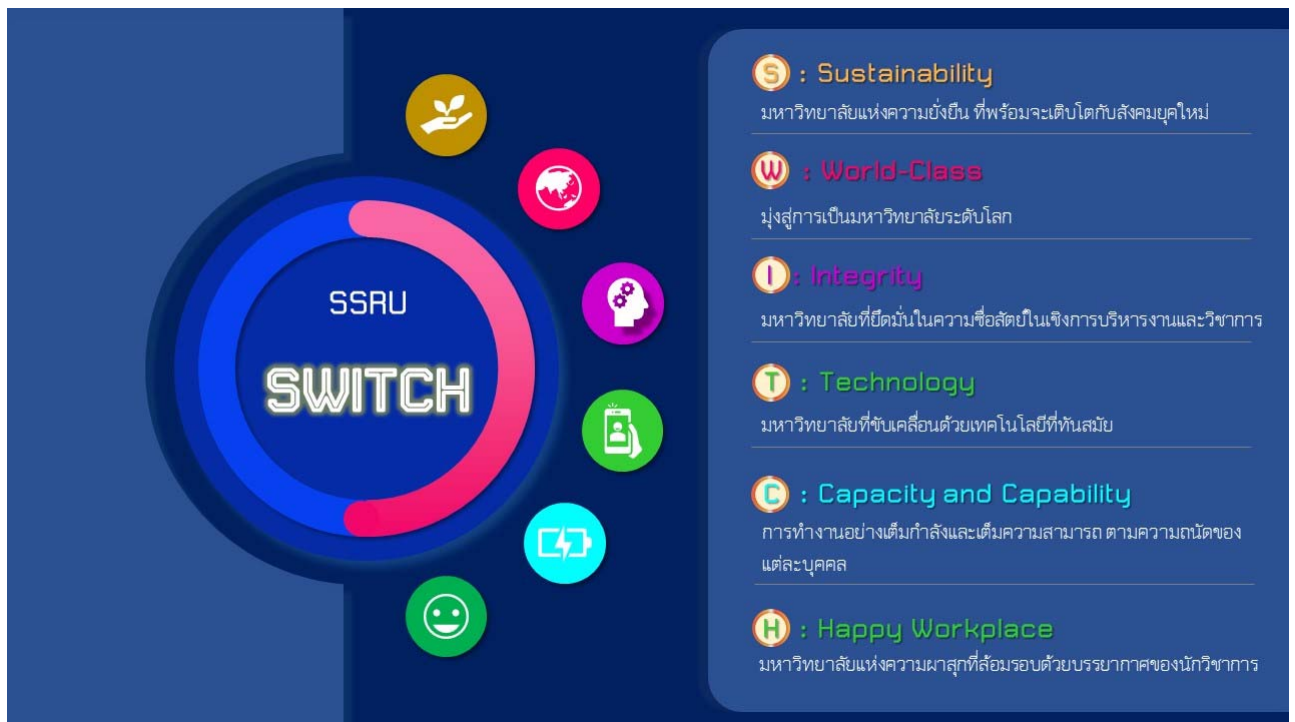 SSRU
SWITCH
S : Sustainability
มหาวิทยาลัยแห่งความยั่งยืน ที่พร้อมจะเติบโตกับสังคมยุคใหม่
W : World-Class
มุ่งสู่การเป็นมหาวิทยาลัยระดับโลก
I : Integrity
มหาวิทยาลัยที่ยึดมั่นในความซื่อสัตย์ในเชิงการบริหารงานและวิชาการ
T : Technology
มหาวิทยาลัยที่ขับเคลื่อนด้วยเทคโนโลยีที่ทันสมัย
C : Capacity and Capability
การทำงานอย่างเต็มกำลังและเต็มความสามารถ ตามความถนัดของ
แต่ละบุคคล
H : Happy Workplace
มหาวิทยาลัยแห่งความผาสุกที่ล้อมรอบด้วยบรรยากาศของนักวิชาการ